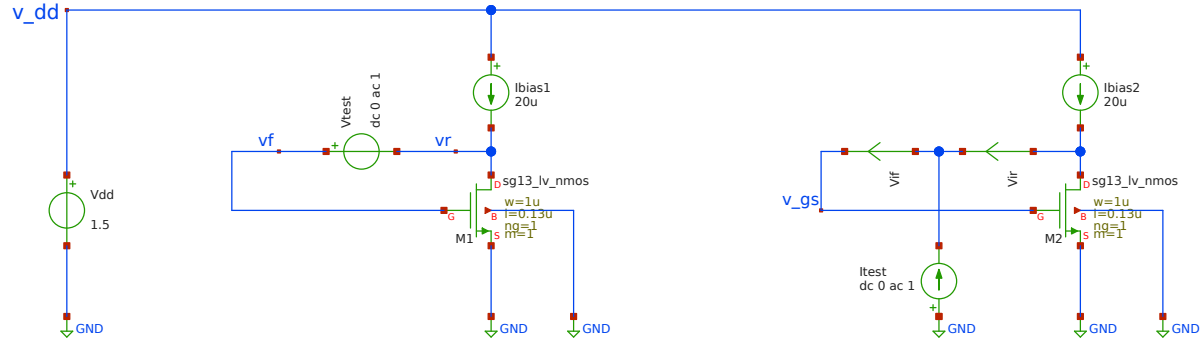 v_dd
Vdd
1.5
GND
vf
+
Vtest
dc 0 ac 1
vr
+
Ibias1
20u
sg13_lv_nmos
D
G
B
S
w=1u
l=0.13u
ng=1
m=1
M1
GND
GND
v_gs
Vif
Vir
Itest
dc 0 ac 1
+
GND
+
Ibias2
20u
sg13_lv_nmos
D
G
B
S
w=1u
l=0.13u
ng=1
m=1
M2
GND
GND
+